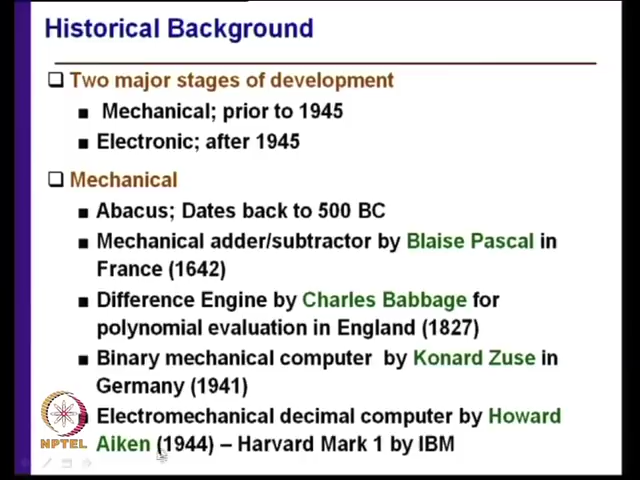 Historical Background
Two major stages of development
Mechanical; prior to 1945
Electronic; after 1945
Mechanical
Abacus; Dates back to 500 BC
Mechanical adder/subtractor by Blaise Pascal in
France (1642)
Difference Engine by Charles Babbage for
polynomial evaluation in England (1827)
Binary mechanical computer by Konard Zuse in
Germany (1941)
Electromechanical decimal computer by Howard
Aiken (1944) – Harvard Mark 1 by IBM
NPTEL